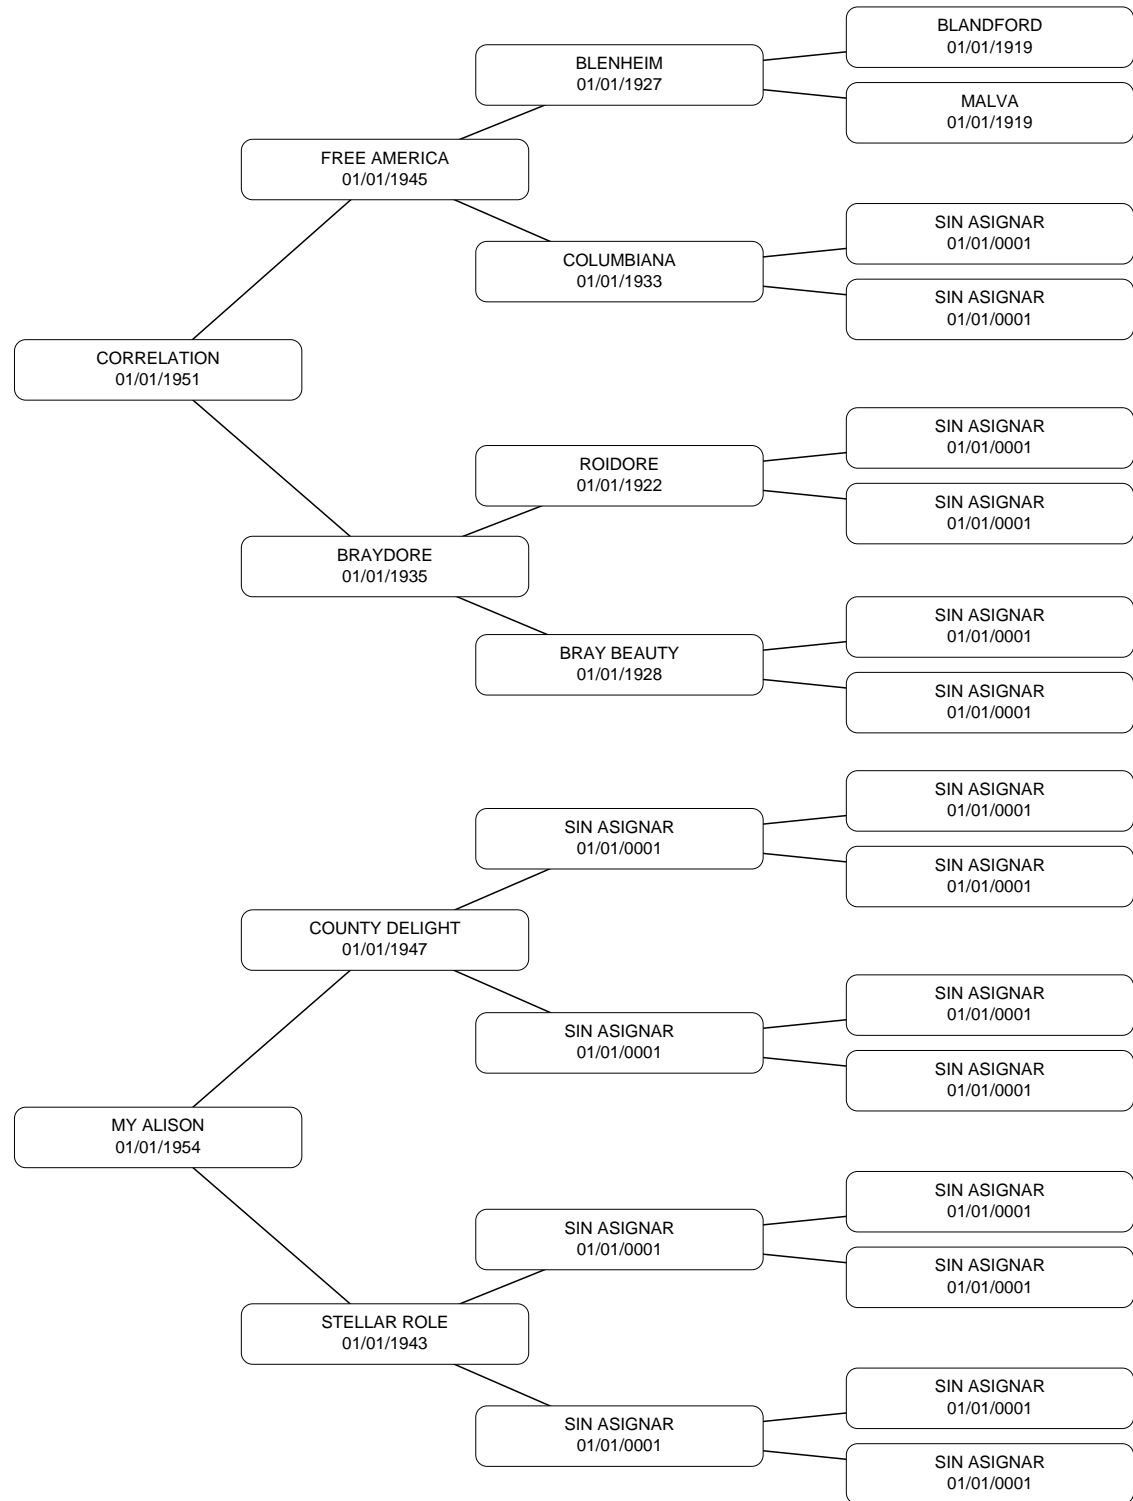 BLANDFORD
01/01/1919
BLENHEIM
01/01/1927
MALVA
01/01/1919
FREE AMERICA
01/01/1945
SIN ASIGNAR
01/01/0001
COLUMBIANA
01/01/1933
SIN ASIGNAR
01/01/0001
CORRELATION
01/01/1951
SIN ASIGNAR
01/01/0001
ROIDORE
01/01/1922
SIN ASIGNAR
01/01/0001
BRAYDORE
01/01/1935
SIN ASIGNAR
01/01/0001
BRAY BEAUTY
01/01/1928
SIN ASIGNAR
01/01/0001
SIN ASIGNAR
01/01/0001
SIN ASIGNAR
01/01/0001
SIN ASIGNAR
01/01/0001
COUNTY DELIGHT
01/01/1947
SIN ASIGNAR
01/01/0001
SIN ASIGNAR
01/01/0001
SIN ASIGNAR
01/01/0001
MY ALISON
01/01/1954
SIN ASIGNAR
01/01/0001
SIN ASIGNAR
01/01/0001
SIN ASIGNAR
01/01/0001
STELLAR ROLE
01/01/1943
SIN ASIGNAR
01/01/0001
SIN ASIGNAR
01/01/0001
SIN ASIGNAR
01/01/0001